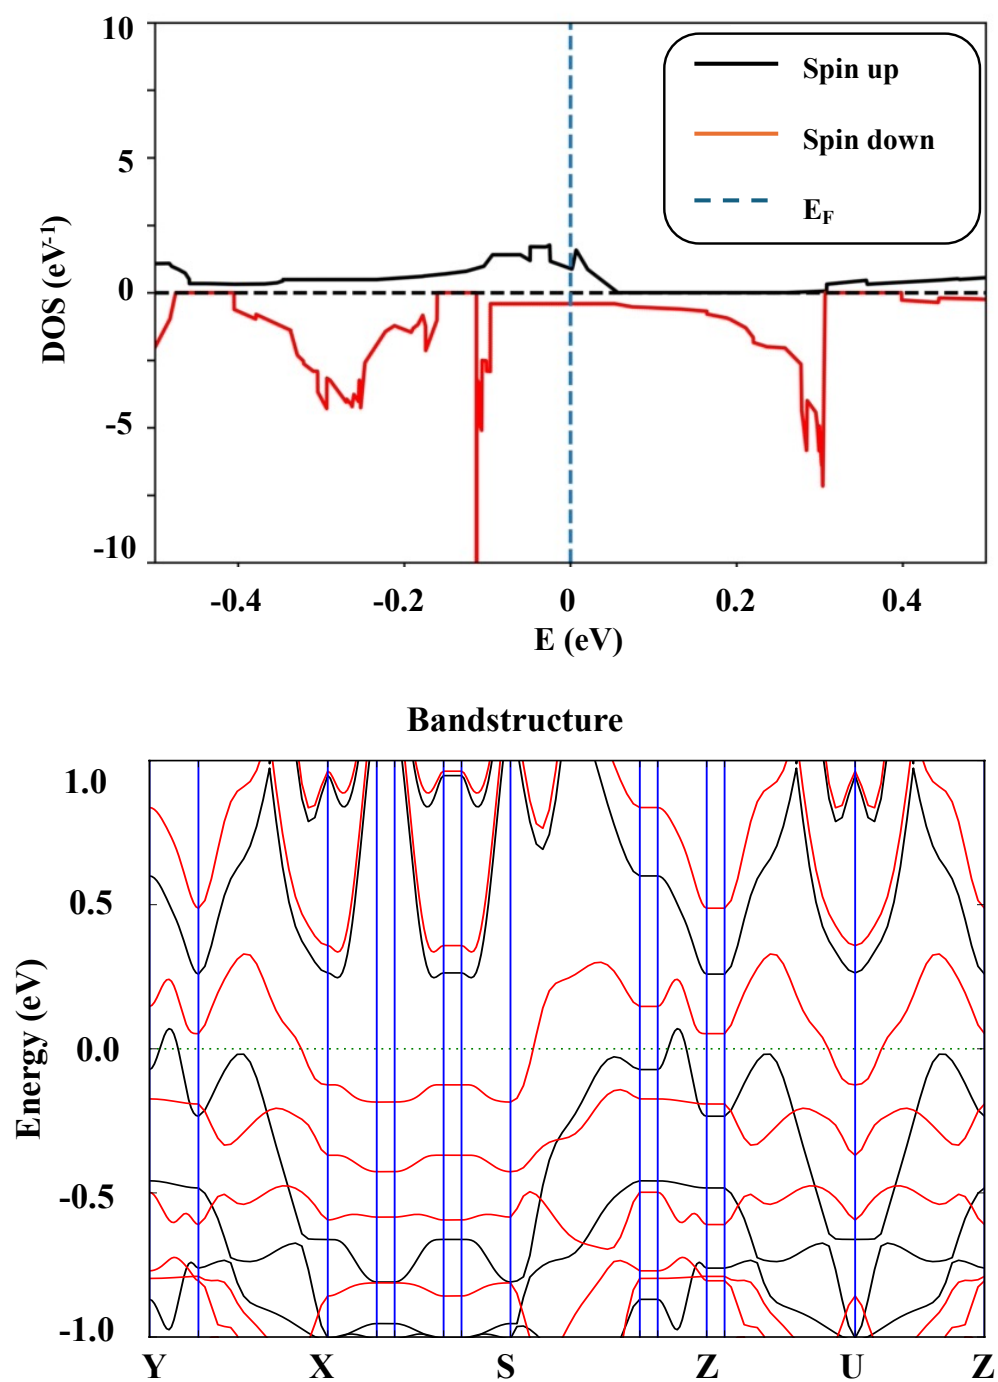 10
5
0
-5
-10
DOS (eV-1)
Spin up
Spin down
EF
-0.4 -0.2 0 0.2 0.4
E (eV)
Bandstructure
1.0
0.5
0.0
-0.5
-1.0
Energy (eV)
Y X S Z U Z